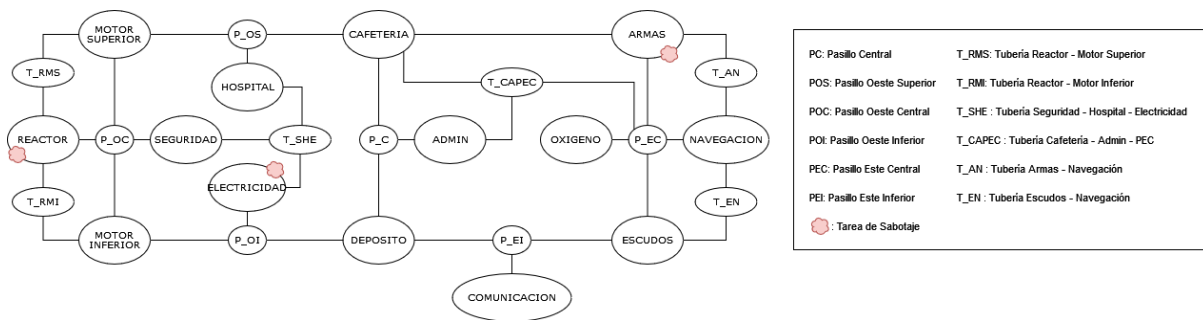 MOTOR
SUPERIOR
P_OS
CAFETERIA
ARMAS
T_RMS
HOSPITAL
T_CAPEC
T_AN
REACTOR
P_OC
SEGURIDAD
T_SHE
P_C
ADMIN
OXIGENO
P_EC
NAVEGACION
T_RMI
ELECTRICIDAD
T_EN
MOTOR
INFERIOR
P_OI
DEPOSITO
P_EI
ESCUDOS
COMUNICACION
PC: Pasillo Central
POS: Pasillo Oeste Superior
POC: Pasillo Oeste Central
POI: Pasillo Oeste Inferior
PEC: Pasillo Este Central
PEI: Pasillo Este Inferior
: Tarea de Sabotaje
T_RMS: Tubería Reactor - Motor Superior
T_RMI: Tubería Reactor - Motor Inferior
T_SHE : Tubería Seguridad - Hospital - Electricidad
T_CAPEC : Tubería Cafetería - Admin - PEC
T_AN : Tubería Armas - Navegación
T_EN : Tubería Escudos - Navegación